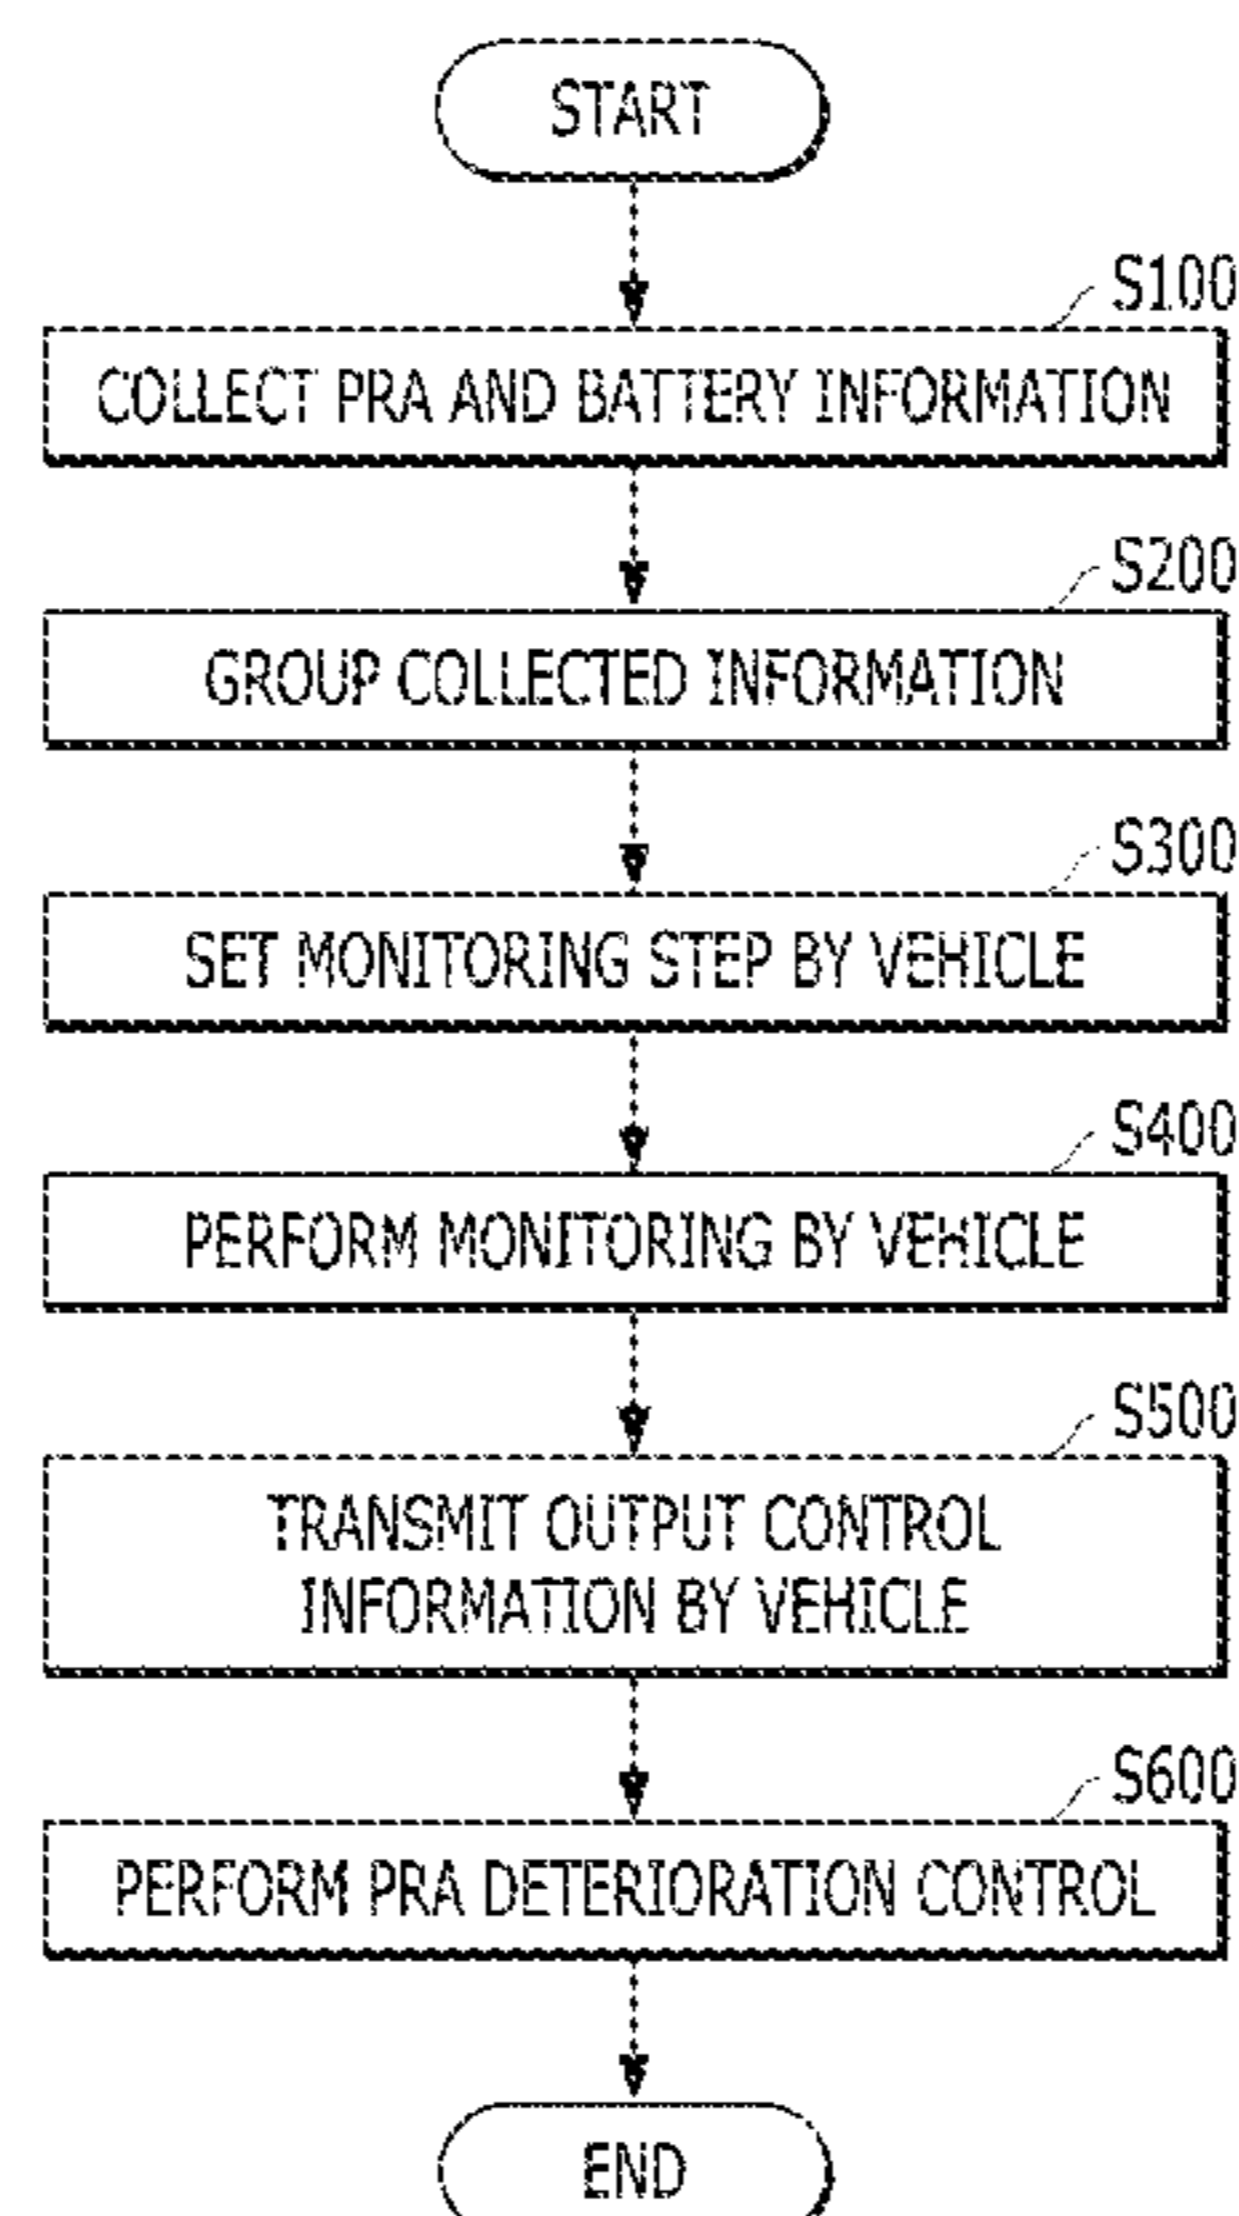 START
S100
COLLECT PRA AND BATTERY INFORMATION
S200
GROUP COLLECTED INFORMATION
S300
SET MONITORING STEP BY VEHICLE
S400
PERFORM MONITORING BY VEHICLE
S500
TRANSMIT OUTPUT CONTROL
INFORMATION BY VEHICLE
S600
PERFORM PRA DETERIORATION CONTROL
END